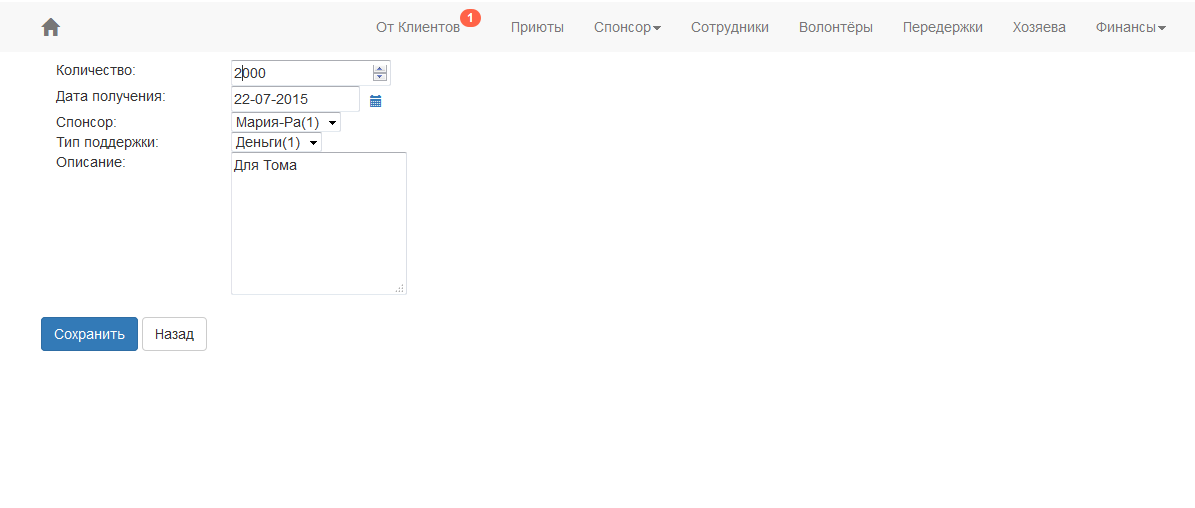 От Клиентов 1 Приюты Спонсор Сотрудники Волонтёры Передержки Хозяева Финансы
Количество: 2000
Дата получения: 22-07-2015
Спонсор: Мария-Ра(1)
Тип поддержки: Деньги(1)
Описание: Для Тома
Сохранить Назад